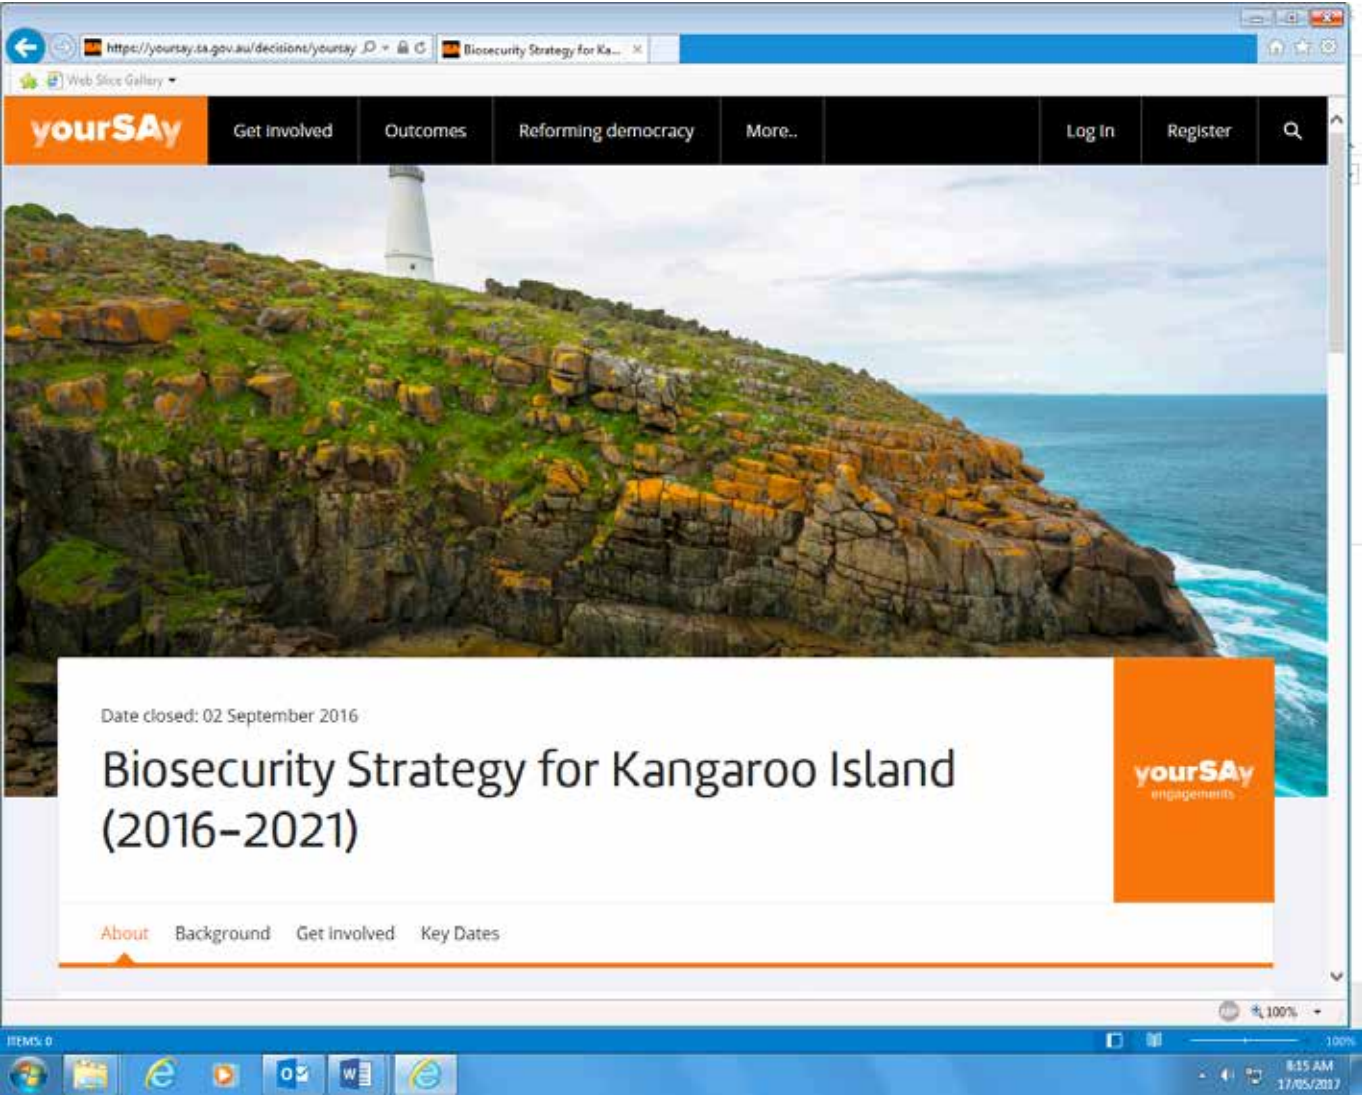 https://yoursay.sa.gov.au/decisions/yoursay
Biosecurity Strategy for Ka...
Web Slice Gallery
yourSAy
Get involved
Outcomes
Reforming democracy
More..
Log In
Register
Date closed: 02 September 2016
Biosecurity Strategy for Kangaroo Island
(2016–2021)
yourSAy
engagements
About
Background
Get involved
Key Dates
100%
ITEMS: 0
100%
8:15 AM
17/05/2017